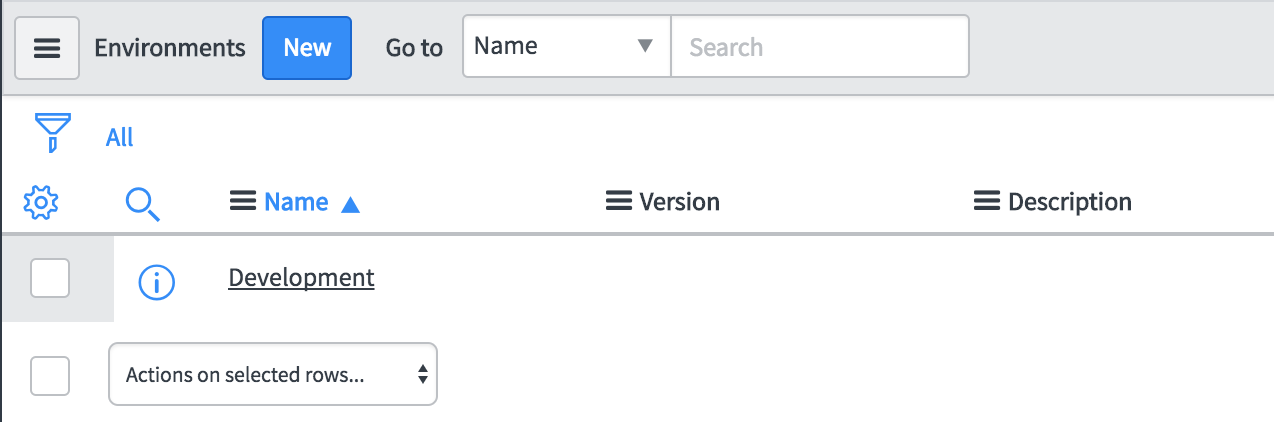 Environments New Go to Name Search
All
Name Version Description
Development
Actions on selected rows...